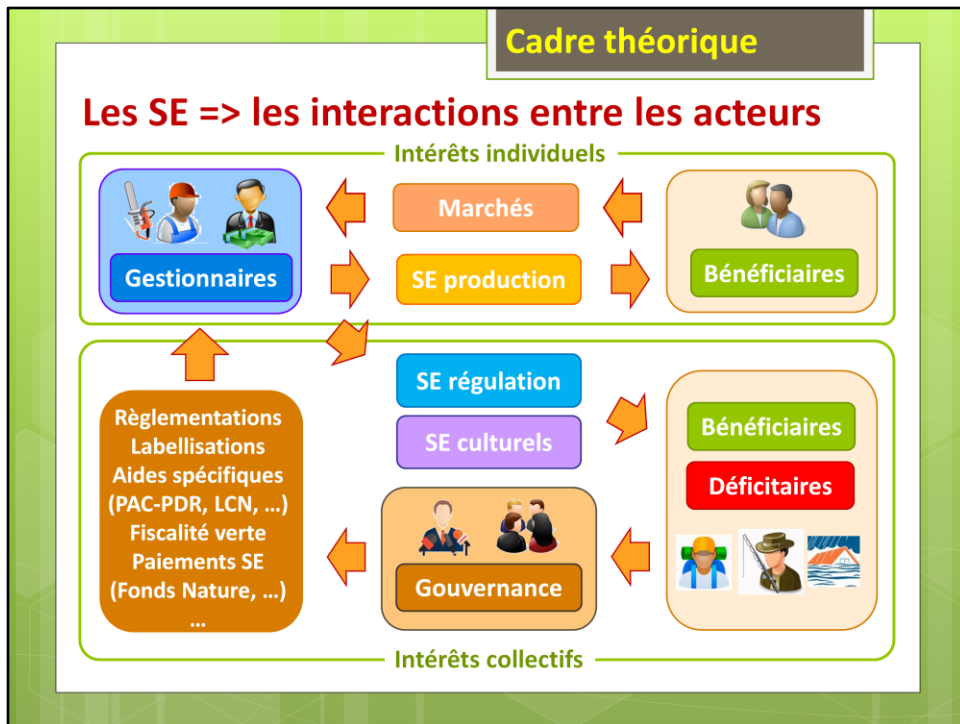 Cadre théorique
Les SE => les interactions entre les acteurs
Intérêts individuels
Marchés
Gestionnaires
SE production
Bénéficiaires
SE régulation
SE culturels
Règlementations
Labellisations
Aides spécifiques
(PAC-PDR, LCN, …)
Fiscalité verte
Paiements SE
(Fonds Nature, …)
…
Bénéficiaires
Déficitaires
Gouvernance
Intérêts collectifs